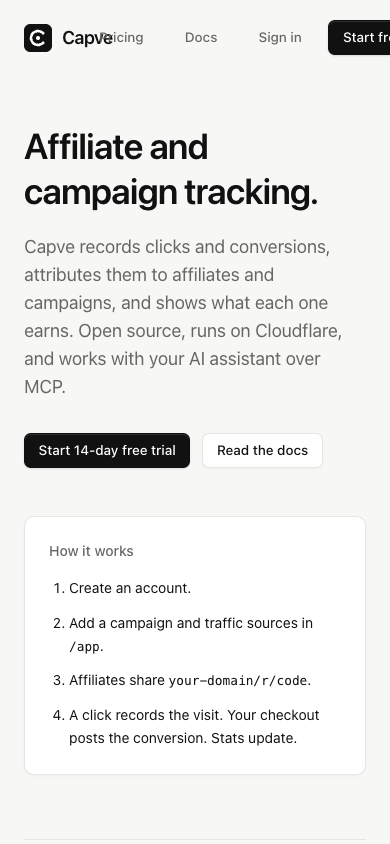 Capve Pricing Docs Sign in Start fre
Affiliate and
campaign tracking.
Capve records clicks and conversions,
attributes them to affiliates and
campaigns, and shows what each one
earns. Open source, runs on Cloudflare,
and works with your AI assistant over
MCP.
Start 14-day free trial Read the docs
How it works
1. Create an account.
2. Add a campaign and traffic sources in
/app.
3. Affiliates share your-domain/r/code.
4. A click records the visit. Your checkout
posts the conversion. Stats update.